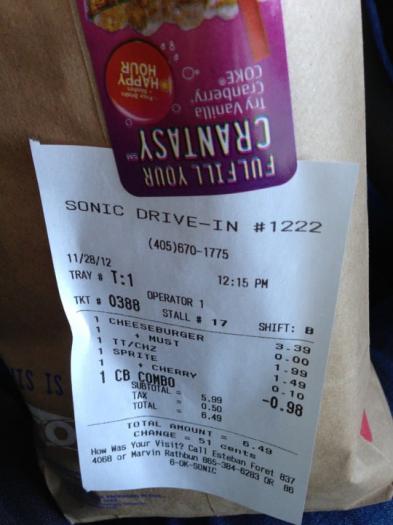 FULFILL YOUR
CRANTASY SM
Try Vanilla
Cranberry
COKE®
HAPPY
HOUR
SONIC DRIVE-IN #1222
(405)670-1775
11/28/12
12:15 PM
TRAY # T:1
OPERATOR 1
TKT # 0388 STALL # 17 SHIFT: B
1 CHEESEBURGER 3.39
+ MUST 0.00
1 TT/CHZ 1.99
1 SPRITE 1.49
+ CHERRY 0.10
1 CB COMBO -0.98
SUBTOTAL = 5.99
TAX = 0.50
TOTAL = 6.49
TOTAL AMOUNT = 6.49
CHANGE = 51 cents
How Was Your Visit? Call Esteban Foret 837
4068 or Marvin Rathbun 865-384-6283 OR 86
6-OK-SONIC
IS IS